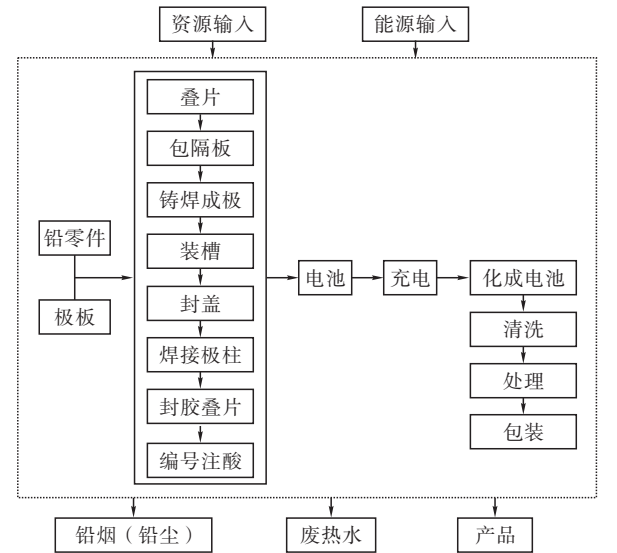 资源输入
能源输入
叠片
包隔板
铸焊成极
装槽
封盖
焊接极柱
封胶叠片
编号注酸
铅零件
极板
电池
充电
化成电池
清洗
处理
包装
铅烟（铅尘）
废热水
产品